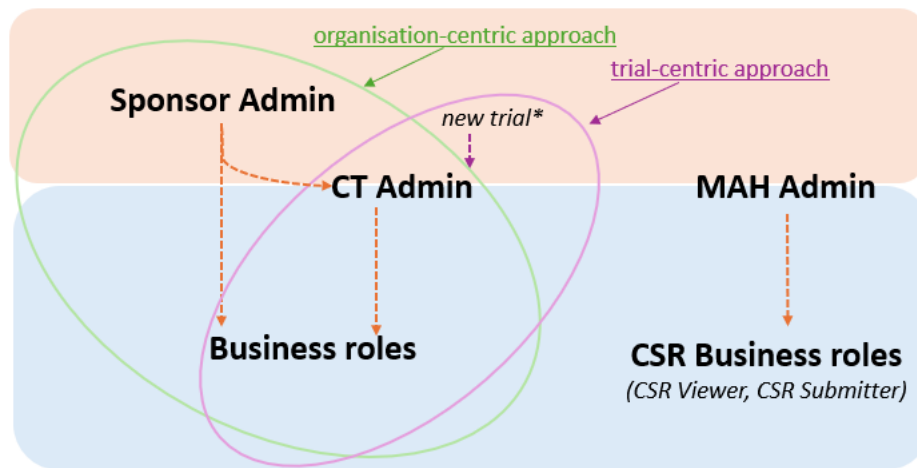 organisation-centric approach
trial-centric approach
Sponsor Admin
new trial*
CT Admin
MAH Admin
Business roles
CSR Business roles
(CSR Viewer, CSR Submitter)